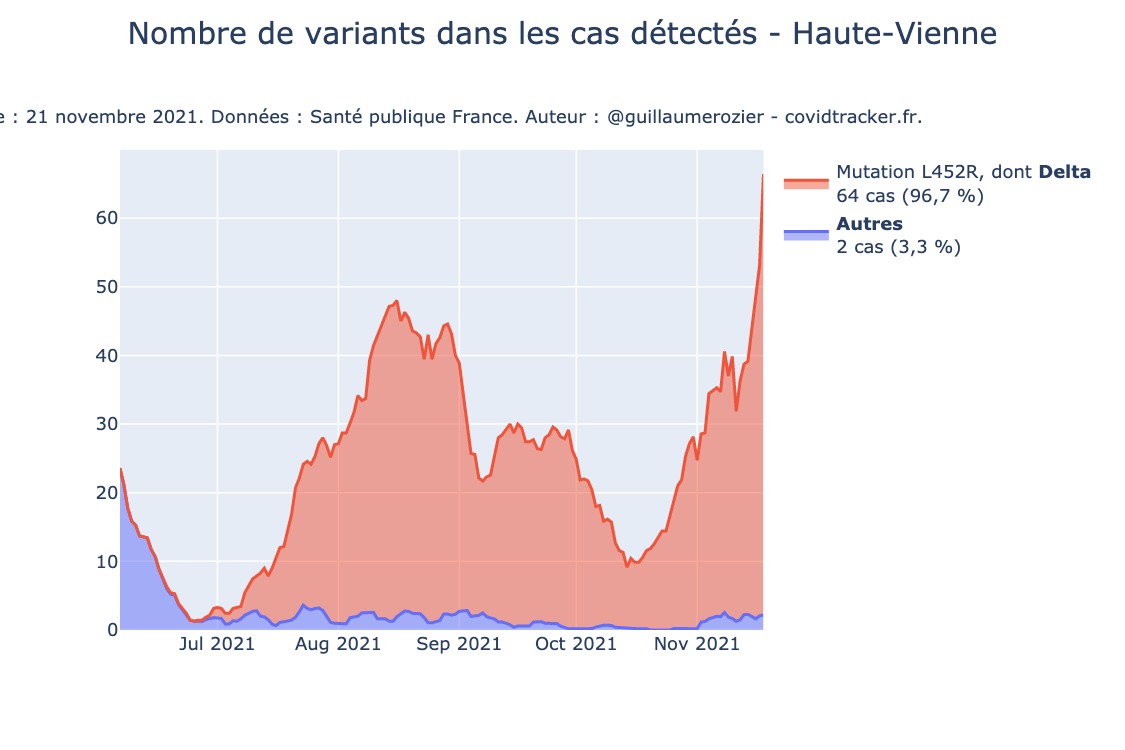 Nombre de variants dans les cas détectés - Haute-Vienne
: 21 novembre 2021. Données : Santé publique France. Auteur : @guillaumerozier - covidtracker.fr.
Mutation L452R, dont Delta
64 cas (96,7 %)
Autres
2 cas (3,3 %)
60
50
40
30
20
10
0
Jul 2021 Aug 2021 Sep 2021 Oct 2021 Nov 2021